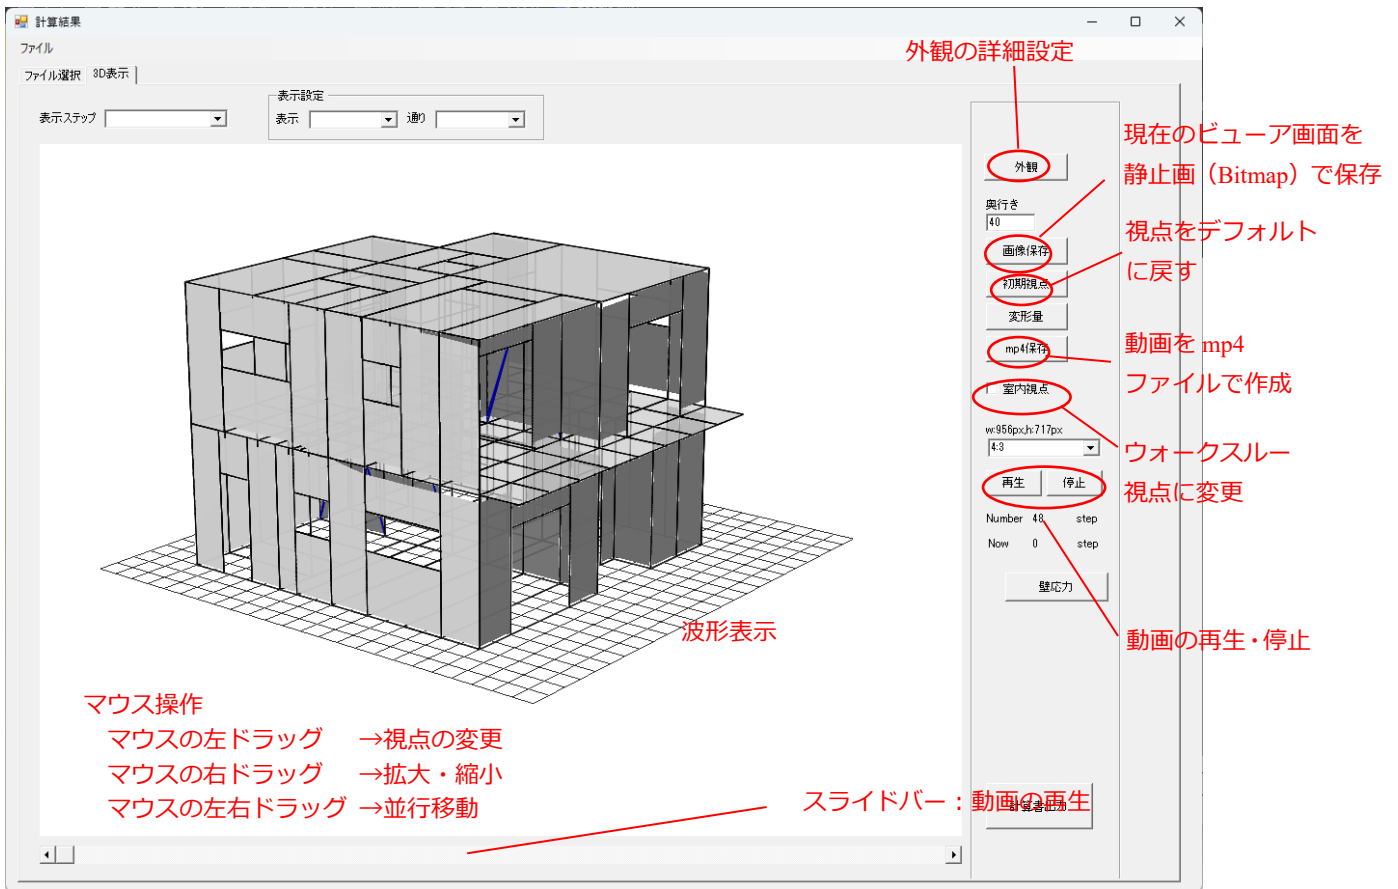 計算結果
ファイル
外観の詳細設定
ファイル選択 3D表示
表示ステップ
表示設定
表示 通り
現在のビューア画面を
静止画（Bitmap）で保存
外観
奥行き
40
視点をデフォルト
に戻す
画像保存
初期視点
変形量
動画を mp4
ファイルで作成
mp4保存
室内視点
w:956px,h:717px
4:3
ウォークスルー
視点に変更
再生 停止
Number 48 step
Now 0 step
壁応力
波形表示
動画の再生・停止
マウス操作
マウスの左ドラッグ →視点の変更
マウスの右ドラッグ →拡大・縮小
マウスの左右ドラッグ →並行移動
スライドバー：動画の再生
計算書出力